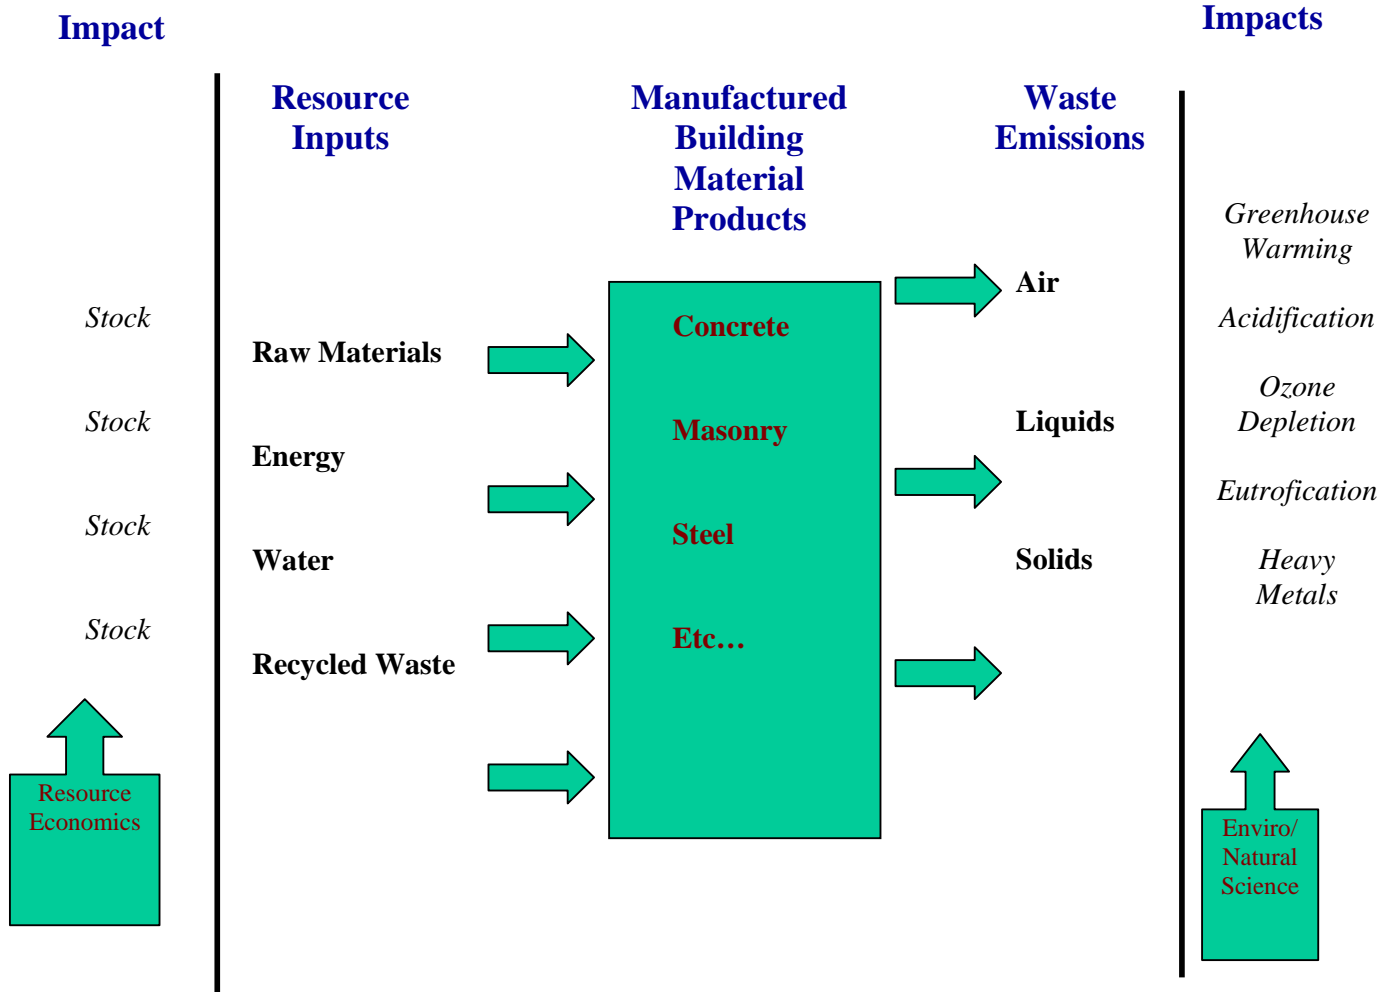 Impact
Impacts
Resource
Inputs
Manufactured
Building
Material
Products
Waste
Emissions
Stock
Stock
Stock
Stock
Raw Materials
Energy
Water
Recycled Waste
Concrete
Masonry
Steel
Etc…
Air
Liquids
Solids
Greenhouse
Warming
Acidification
Ozone
Depletion
Eutrofication
Heavy
Metals
Resource
Economics
Enviro/
Natural
Science